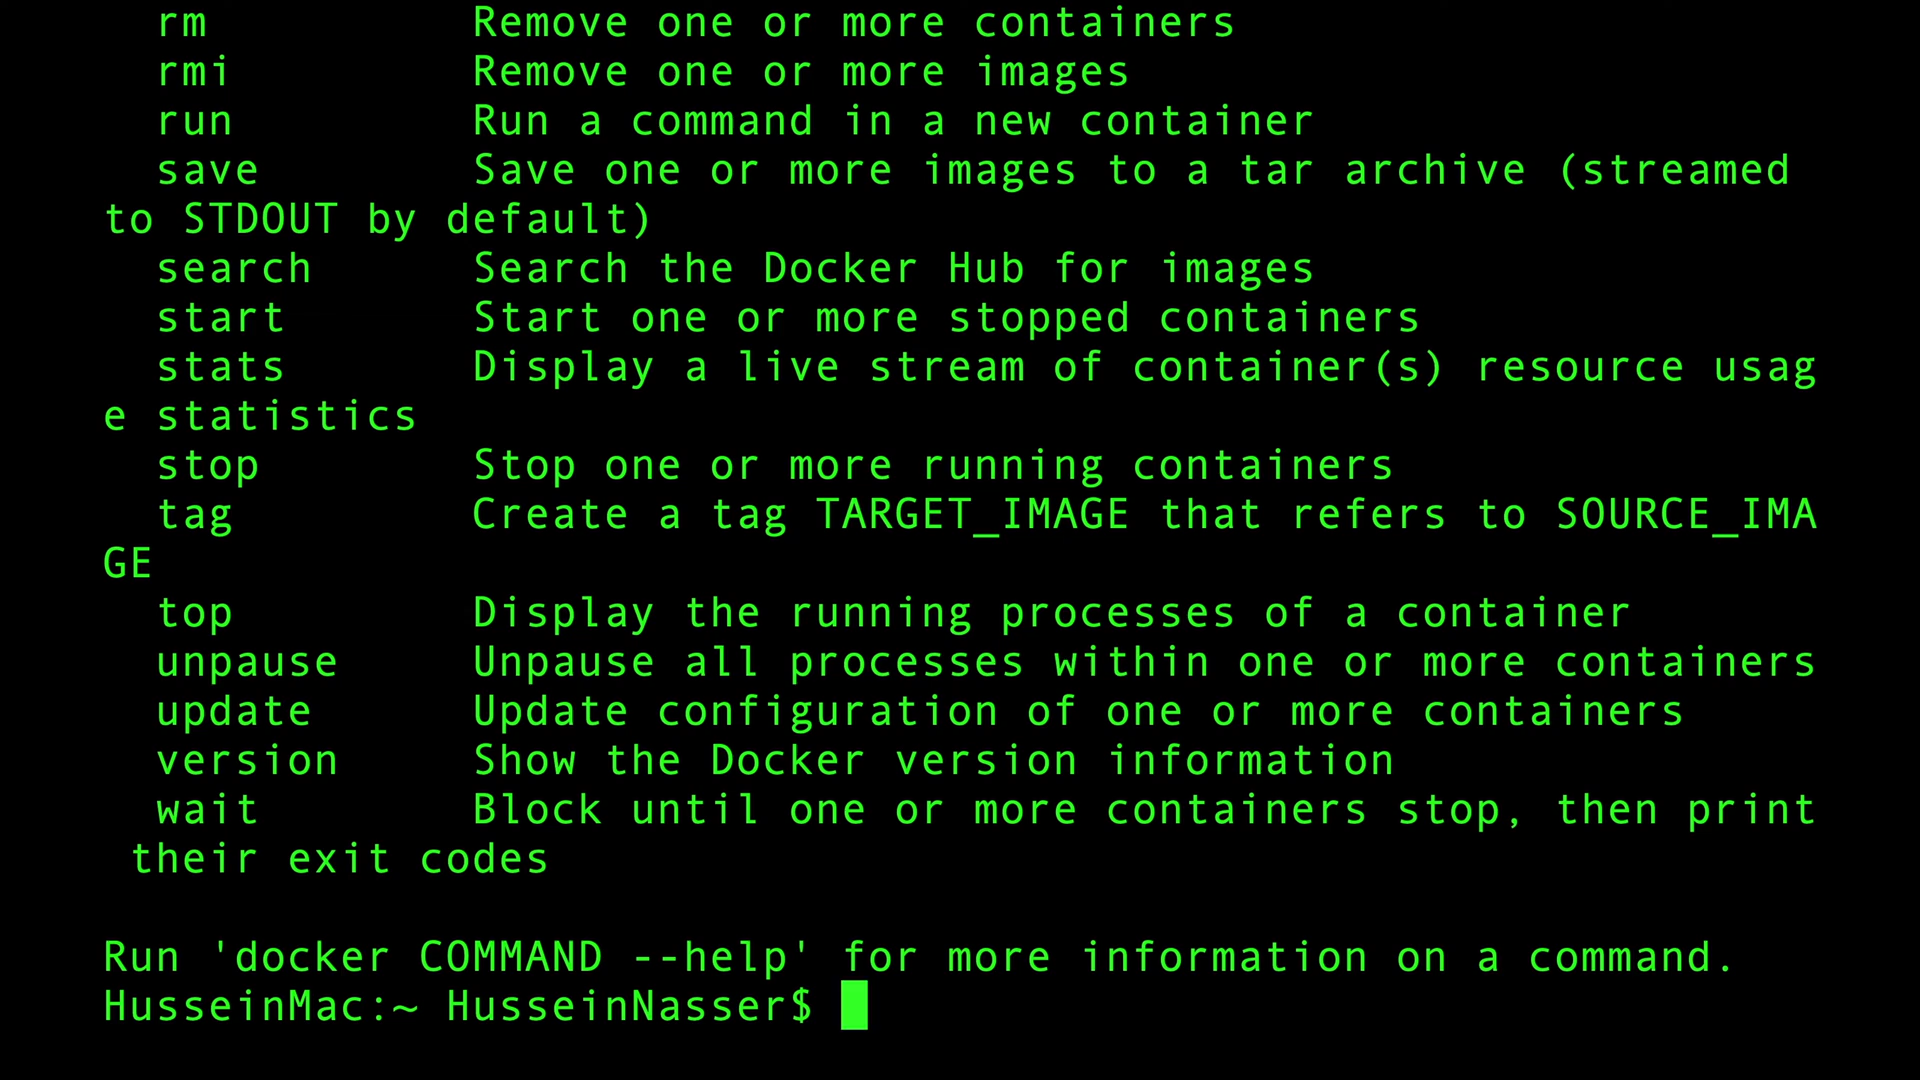 rm Remove one or more containers
rmi Remove one or more images
run Run a command in a new container
save Save one or more images to a tar archive (streamed
to STDOUT by default)
search Search the Docker Hub for images
start Start one or more stopped containers
stats Display a live stream of container(s) resource usag
e statistics
stop Stop one or more running containers
tag Create a tag TARGET_IMAGE that refers to SOURCE_IMA
GE
top Display the running processes of a container
unpause Unpause all processes within one or more containers
update Update configuration of one or more containers
version Show the Docker version information
wait Block until one or more containers stop, then print
their exit codes
Run 'docker COMMAND --help' for more information on a command.
HusseinMac:~ HusseinNasser$